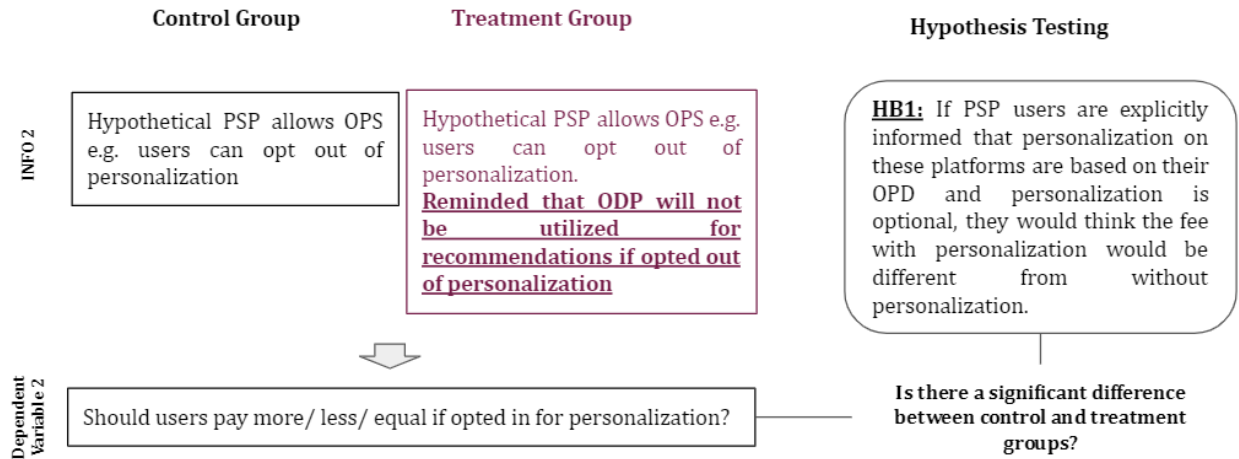 Control Group
Treatment Group
Hypothesis Testing
INFO 2
Hypothetical PSP allows OPS
e.g. users can opt out of
personalization
Hypothetical PSP allows OPS e.g.
users can opt out of
personalization.
Reminded that ODP will not
be utilized for
recommendations if opted out
of personalization
HB1: If PSP users are explicitly
informed that personalization on
these platforms are based on their
OPD and personalization is
optional, they would think the fee
with personalization would be
different from without
personalization.
Dependent
Variable 2
Should users pay more/ less/ equal if opted in for personalization?
Is there a significant difference
between control and treatment
groups?